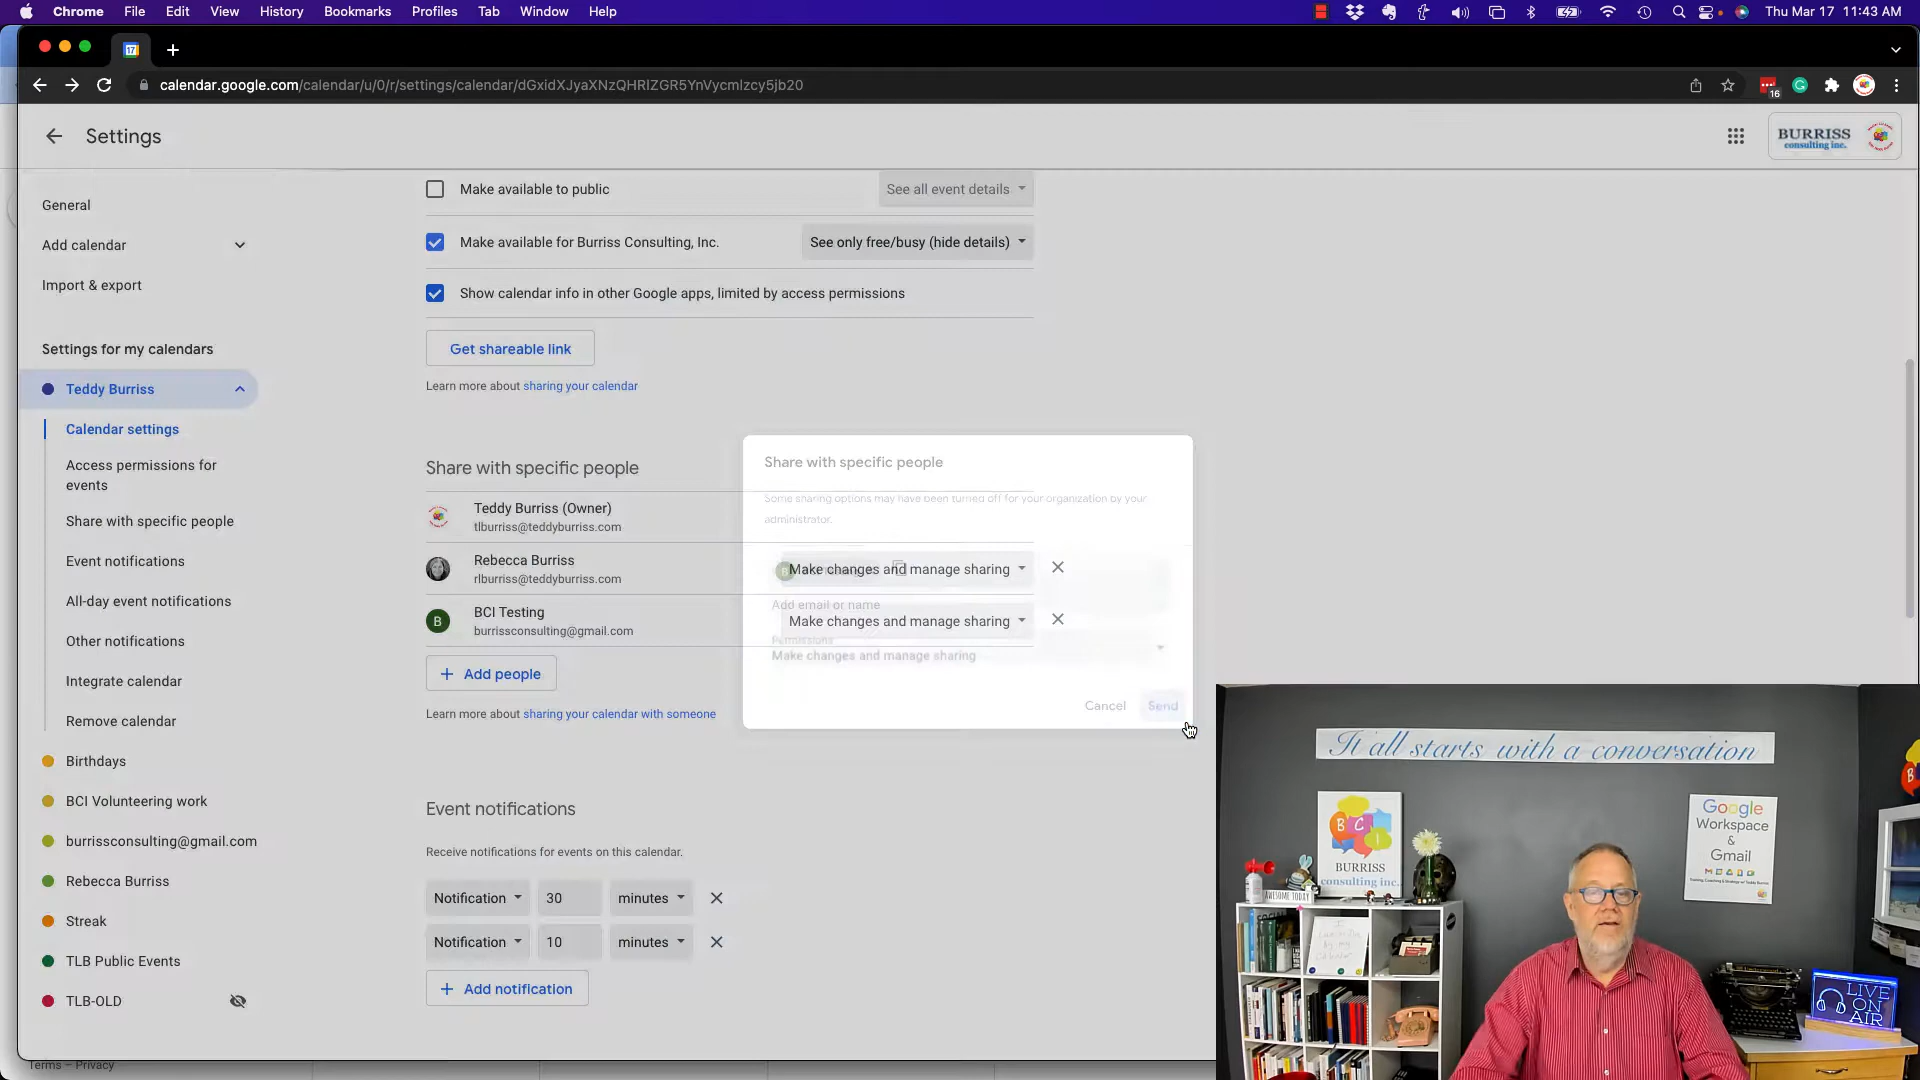 Chrome File Edit View History Bookmarks Profiles Tab Window Help
Thu Mar 17 11:43 AM
17
calendar.google.com/calendar/u/0/r/settings/calendar/dGxidXJyaXNzQHRlZGR5YnVycmlzcy5jb20
16
Settings
BURRISS
consulting inc.
General
Add calendar
Import & export
Settings for my calendars
Teddy Burriss
Calendar settings
Access permissions for
events
Share with specific people
Event notifications
All-day event notifications
Other notifications
Integrate calendar
Remove calendar
Birthdays
BCI Volunteering work
burrissconsulting@gmail.com
Rebecca Burriss
Streak
TLB Public Events
TLB-OLD
Terms – Privacy
Make available to public
See all event details
Make available for Burriss Consulting, Inc.
See only free/busy (hide details)
Show calendar info in other Google apps, limited by access permissions
Get shareable link
Learn more about sharing your calendar
Share with specific people
Teddy Burriss (Owner)
tlburriss@teddyburriss.com
Rebecca Burriss
rlburriss@teddyburriss.com
Make changes and manage sharing
B
BCI Testing
burrissconsulting@gmail.com
Make changes and manage sharing
+ Add people
Learn more about sharing your calendar with someone
Share with specific people
Some sharing options may have been turned off for your organization by your
administrator.
Add email or name
Permissions
Make changes and manage sharing
Cancel
Send
Event notifications
Receive notifications for events on this calendar.
Notification 30 minutes
Notification 10 minutes
+ Add notification
It all starts with a conversation
B C I
BURRISS
consulting inc.
Google
Workspace
&
Gmail
AWESOME TODAY
LIVE
ON
AIR